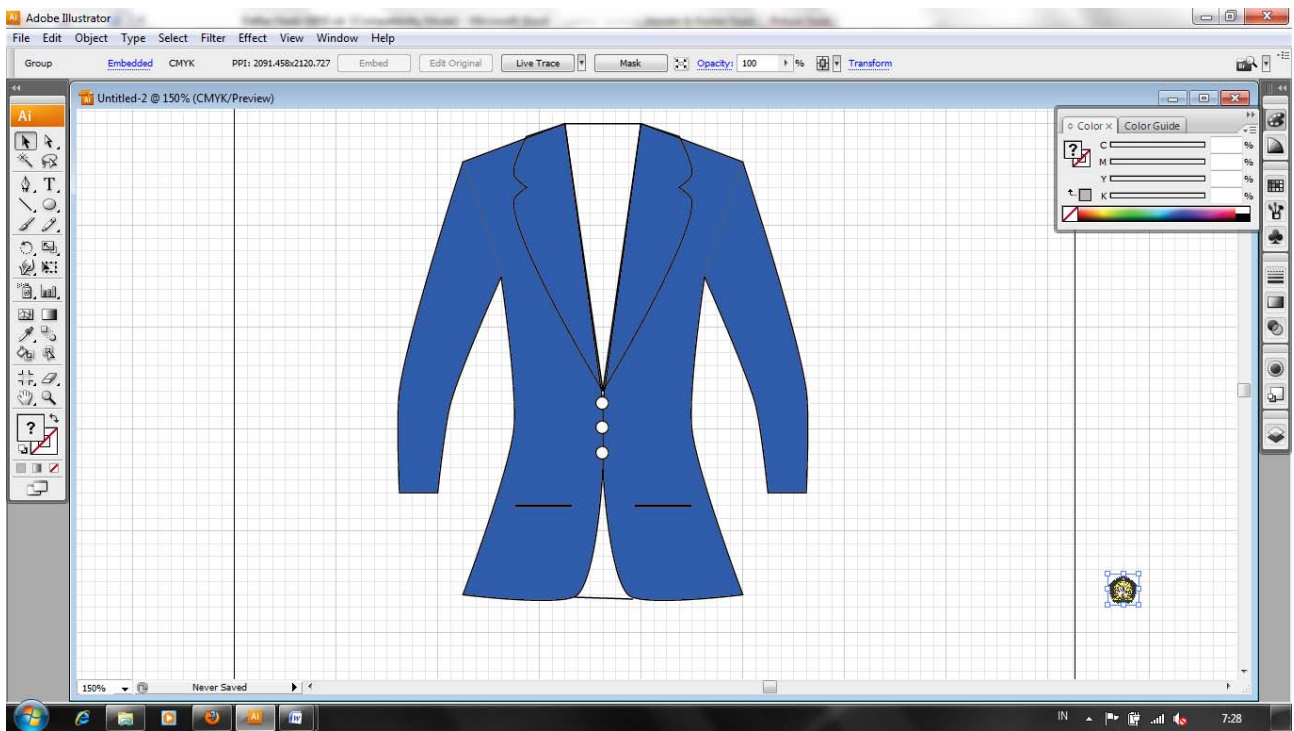 Adobe Illustrator
File Edit Object Type Select Filter Effect View Window Help
Group Embedded CMYK PPI: 2091.458x2120.727 Embed Edit Original Live Trace Mask Opacity: 100 % Transform
Untitled-2 @ 150% (CMYK/Preview)
Ai
Color x Color Guide
C %
M %
Y %
K %
T
?
?
150% Never Saved
IN 7:28